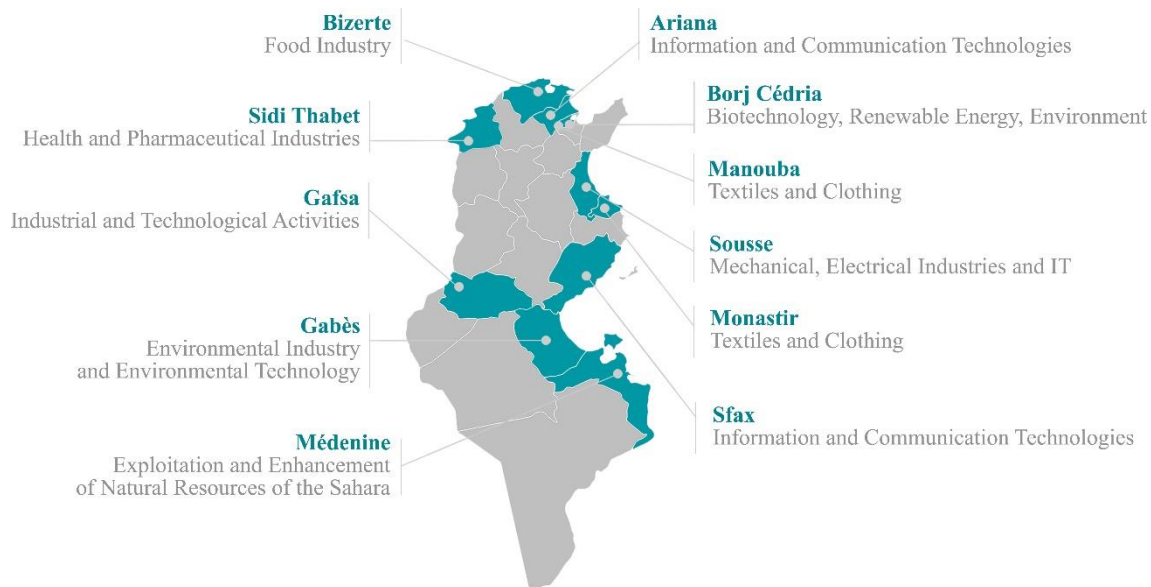 Bizerte
Food Industry
Sidi Thabet
Health and Pharmaceutical Industries
Gafsa
Industrial and Technological Activities
Gabès
Environmental Industry
and Environmental Technology
Médenine
Exploitation and Enhancement
of Natural Resources of the Sahara
Ariana
Information and Communication Technologies
Borj Cédria
Biotechnology, Renewable Energy, Environment
Manouba
Textiles and Clothing
Sousse
Mechanical, Electrical Industries and IT
Monastir
Textiles and Clothing
Sfax
Information and Communication Technologies